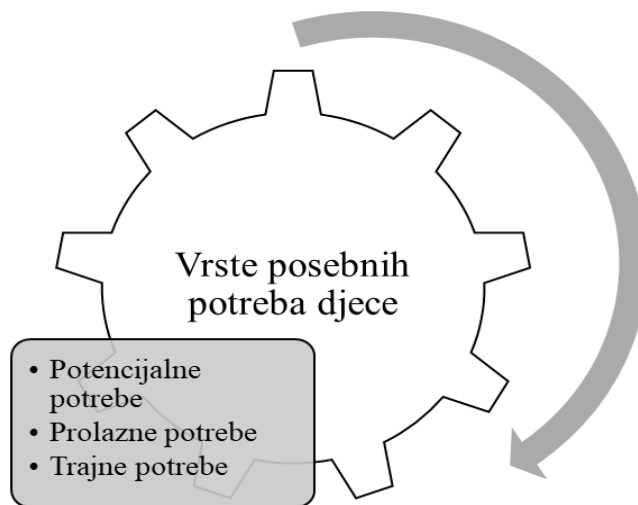 Vrste posebnih
potreba djece
• Potencijalne
potrebe
• Prolazne potrebe
• Trajne potrebe